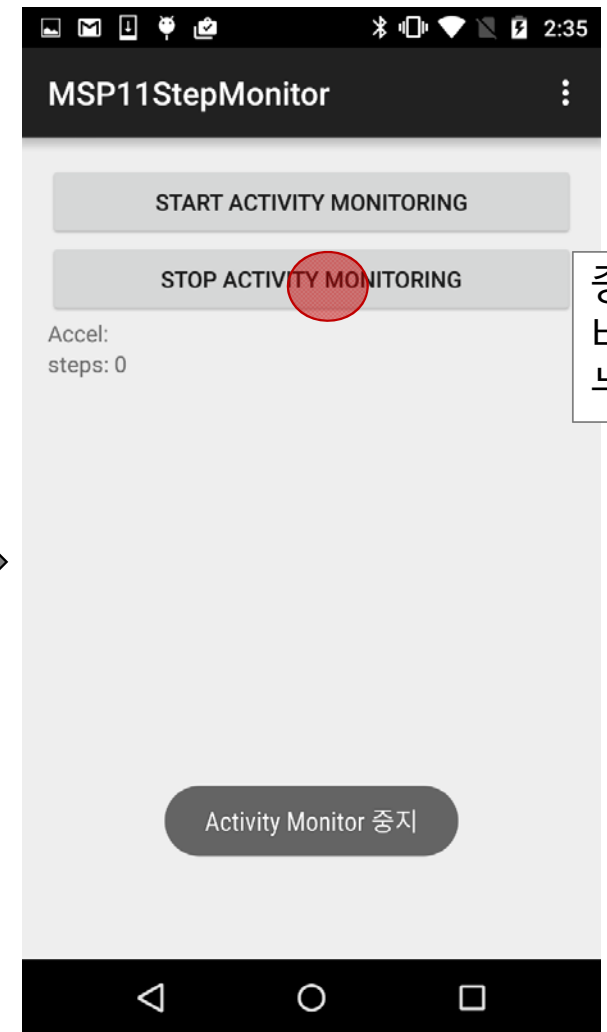 2:35
MSP11StepMonitor
START ACTIVITY MONITORING
STOP ACTIVITY MONITORING
Accel:
steps: 0
Activity Monitor 중지